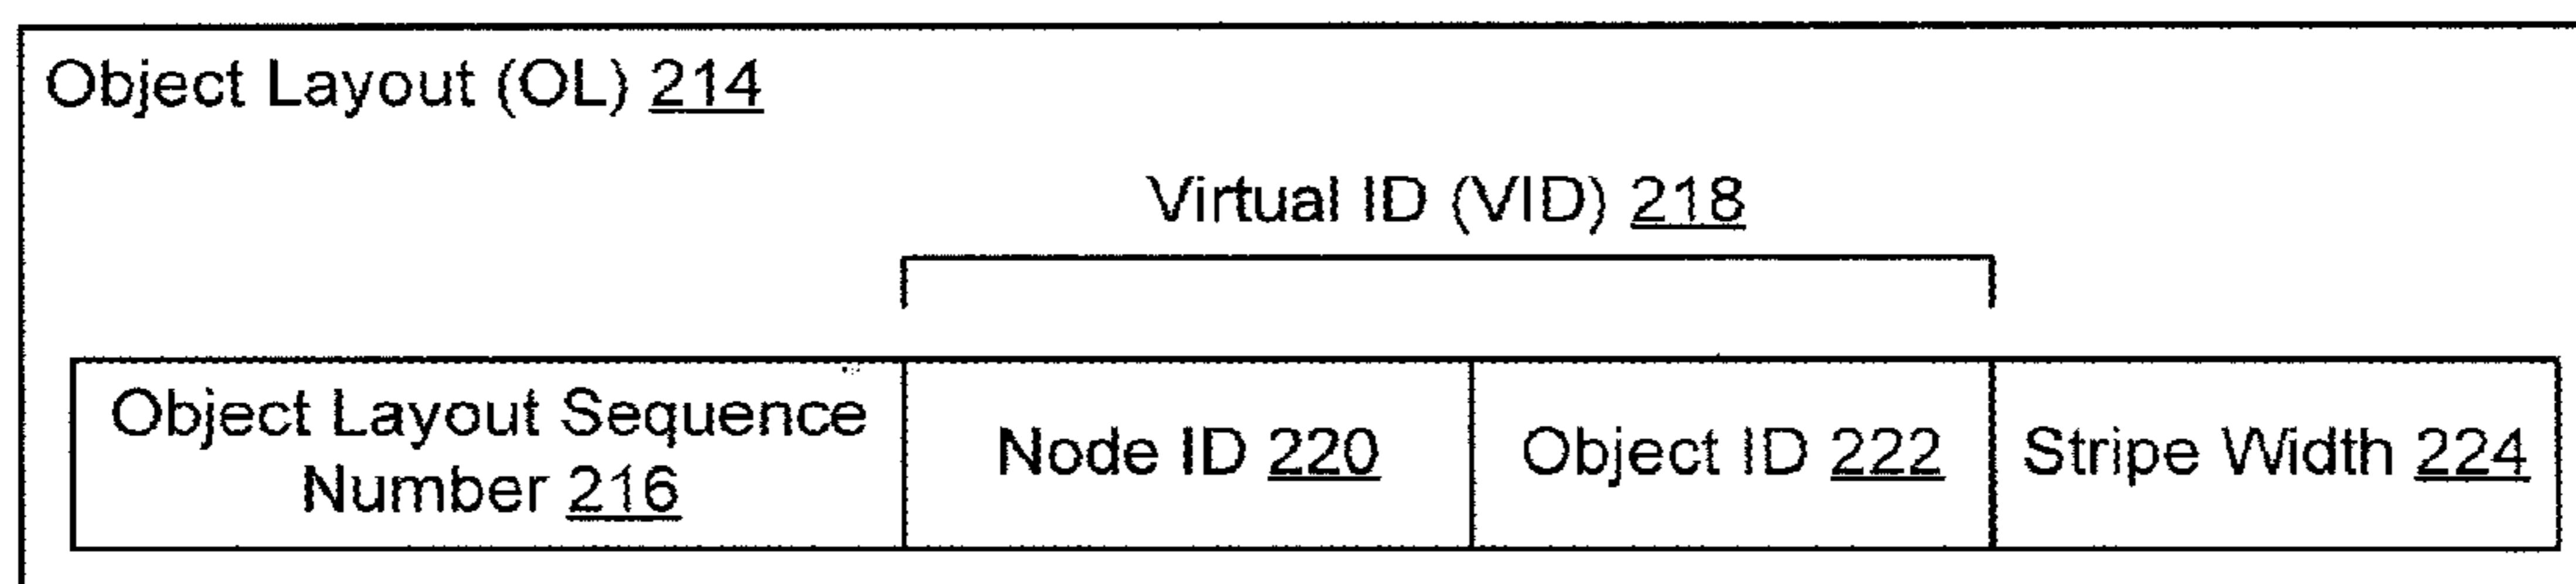 Object Layout (OL) 214
Virtual ID (VID) 218
Object Layout Sequence
Number 216
Node ID 220
Object ID 222
Stripe Width 224